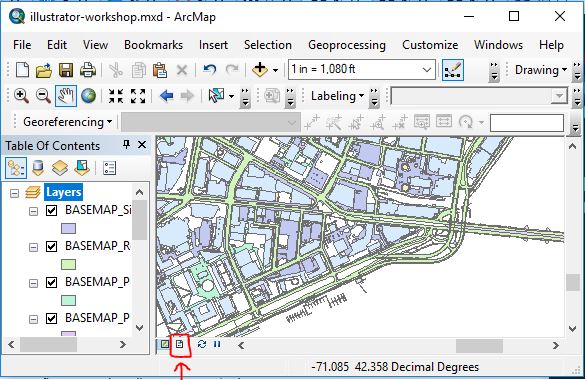 illustrator-workshop.mxd - ArcMap
File Edit View Bookmarks Insert Selection Geoprocessing Customize Windows Help
1 in = 1,080 ft Drawing
Labeling
Georeferencing
Table Of Contents
Layers
BASEMAP_Si
BASEMAP_R
BASEMAP_P
BASEMAP_P
-71.085 42.358 Decimal Degrees